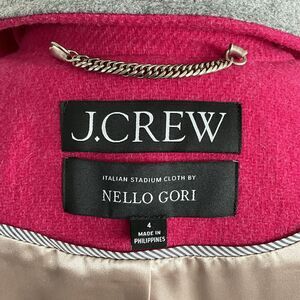 J.CREW
ITALIAN STADIUM CLOTH BY
NELLO GORI
4
MADE IN
PHILIPPINES